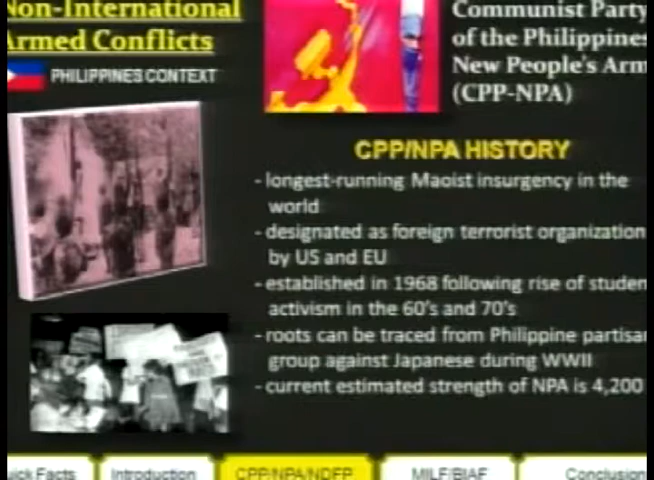 Non-International
Armed Conflicts
PHILIPPINES CONTEXT
Communist Party
of the Philippines
New People's Arm
(CPP-NPA)
CPP/NPA HISTORY
- longest-running Maoist insurgency in the
world
- designated as foreign terrorist organization
by US and EU
- established in 1968 following rise of studen
activism in the 60's and 70's
- roots can be traced from Philippine partisan
group against Japanese during WWII
- current estimated strength of NPA is 4,200
uick Facts
Introduction
CPP/NPA/NDFP
MILF/BIAF
Conclusion